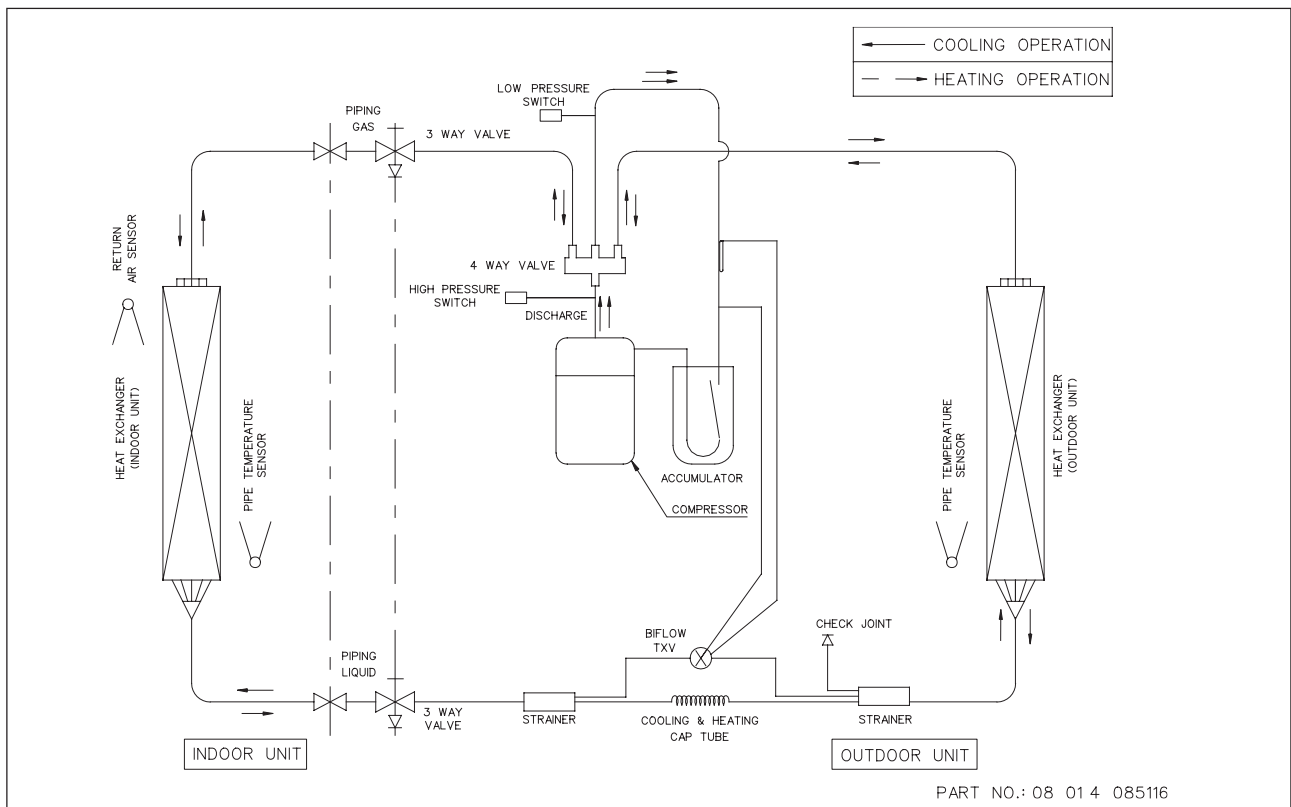 COOLING OPERATION
HEATING OPERATION
LOW PRESSURE
SWITCH
PIPING
GAS
3 WAY VALVE
RETURN
AIR SENSOR
4 WAY VALVE
HIGH PRESSURE
SWITCH
DISCHARGE
HEAT EXCHANGER
(INDOOR UNIT)
PIPE TEMPERATURE
SENSOR
ACCUMULATOR
COMPRESSOR
PIPE TEMPERATURE
SENSOR
HEAT EXCHANGER
(OUTDOOR UNIT)
BIFLOW
TXV
CHECK JOINT
PIPING
LIQUID
3 WAY
VALVE
STRAINER
COOLING & HEATING
CAP TUBE
STRAINER
INDOOR UNIT
OUTDOOR UNIT
PART NO.: 08 01 4 085116